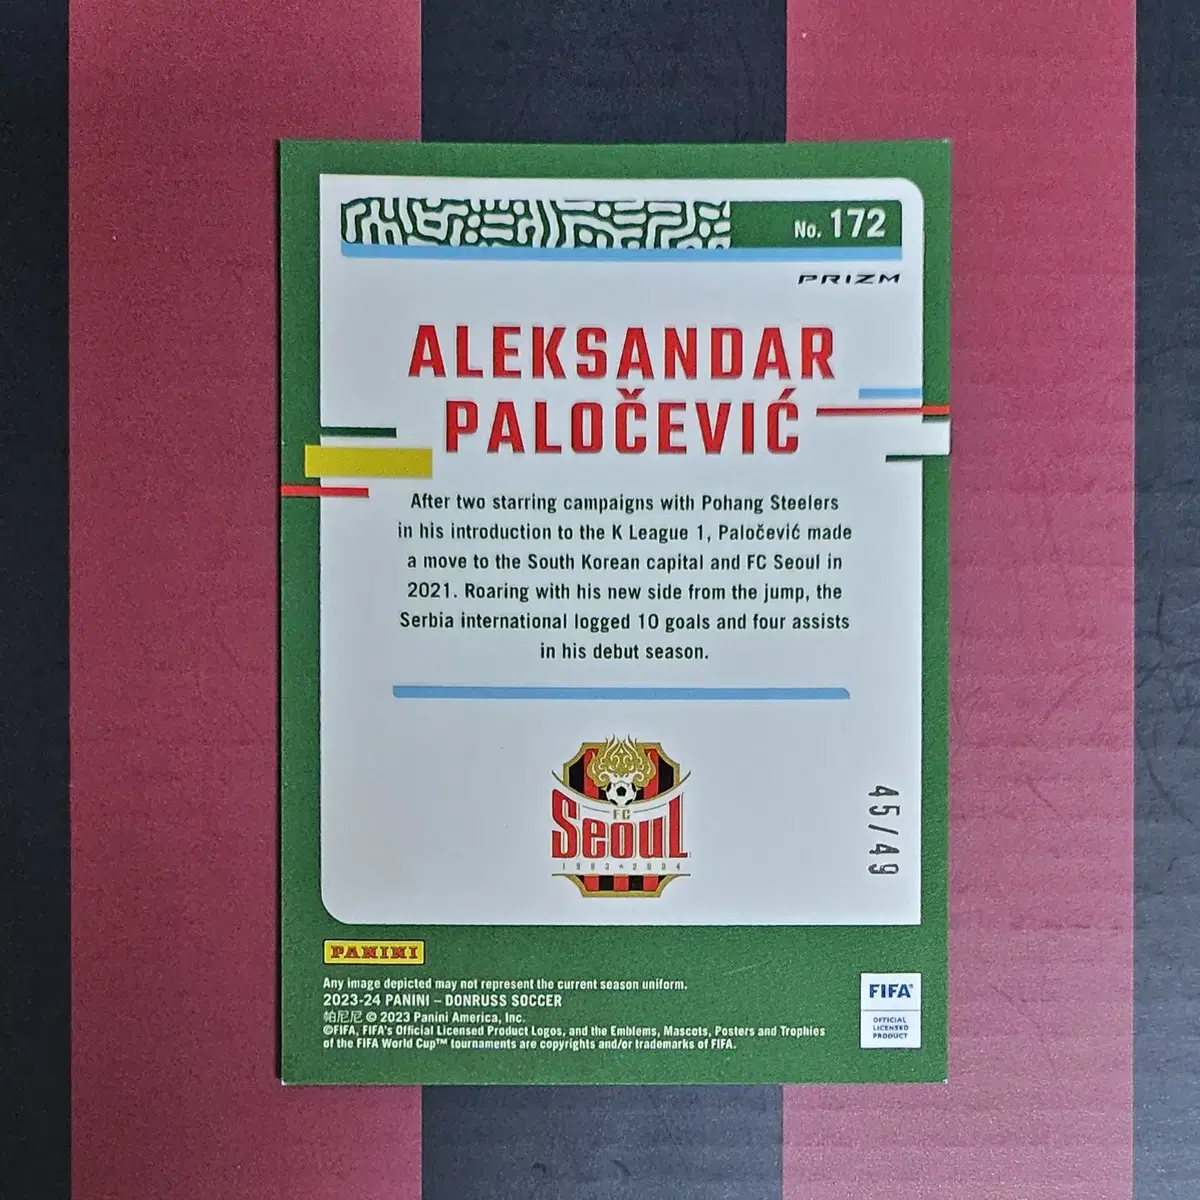 No. 172
PRIZM
ALEKSANDAR
PALOČEVIĆ
After two starring campaigns with Pohang Steelers
in his introduction to the K League 1, Paločević made
a move to the South Korean capital and FC Seoul in
2021. Roaring with his new side from the jump, the
Serbia international logged 10 goals and four assists
in his debut season.
FC
Seoul
1983★2004
45/49
PANINI
Any image depicted may not represent the current season uniform.
2023-24 PANINI – DONRUSS SOCCER
帕尼尼 © 2023 Panini America, Inc.
©FIFA, FIFA's Official Licensed Product Logos, and the Emblems, Mascots, Posters and Trophies
of the FIFA World Cup™ tournaments are copyrights and/or trademarks of FIFA.
FIFA®
OFFICIAL
LICENSED
PRODUCT